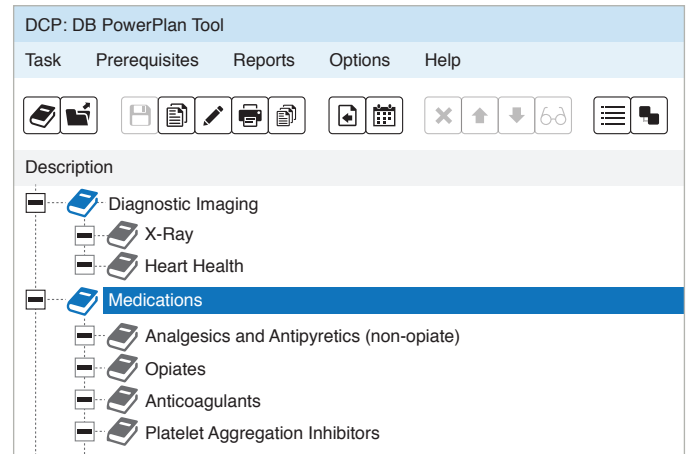 DCP: DB PowerPlan Tool
Task Prerequisites Reports Options Help
Description
Diagnostic Imaging
X-Ray
Heart Health
Medications
Analgesics and Antipyretics (non-opiate)
Opiates
Anticoagulants
Platelet Aggregation Inhibitors